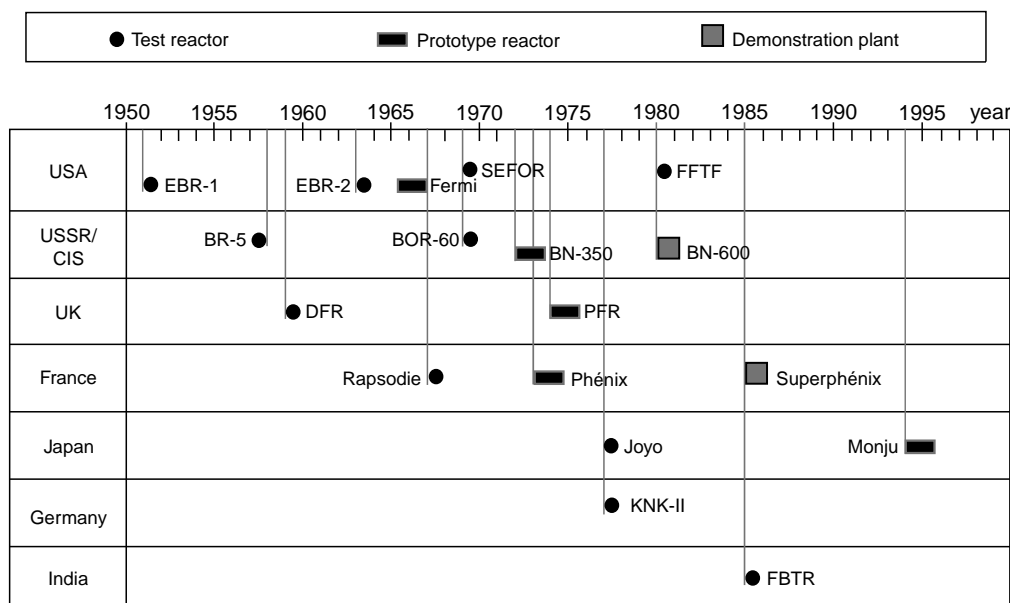 Test reactor Prototype reactor Demonstration plant
1950 1955 1960 1965 1970 1975 1980 1985 1990 1995 year
USA
EBR-1 EBR-2 Fermi SEFOR FFTF
USSR/
CIS
BR-5 BOR-60 BN-350 BN-600
UK
DFR PFR
France
Rapsodie Phénix Superphénix
Japan
Joyo Monju
Germany
KNK-II
India
FBTR